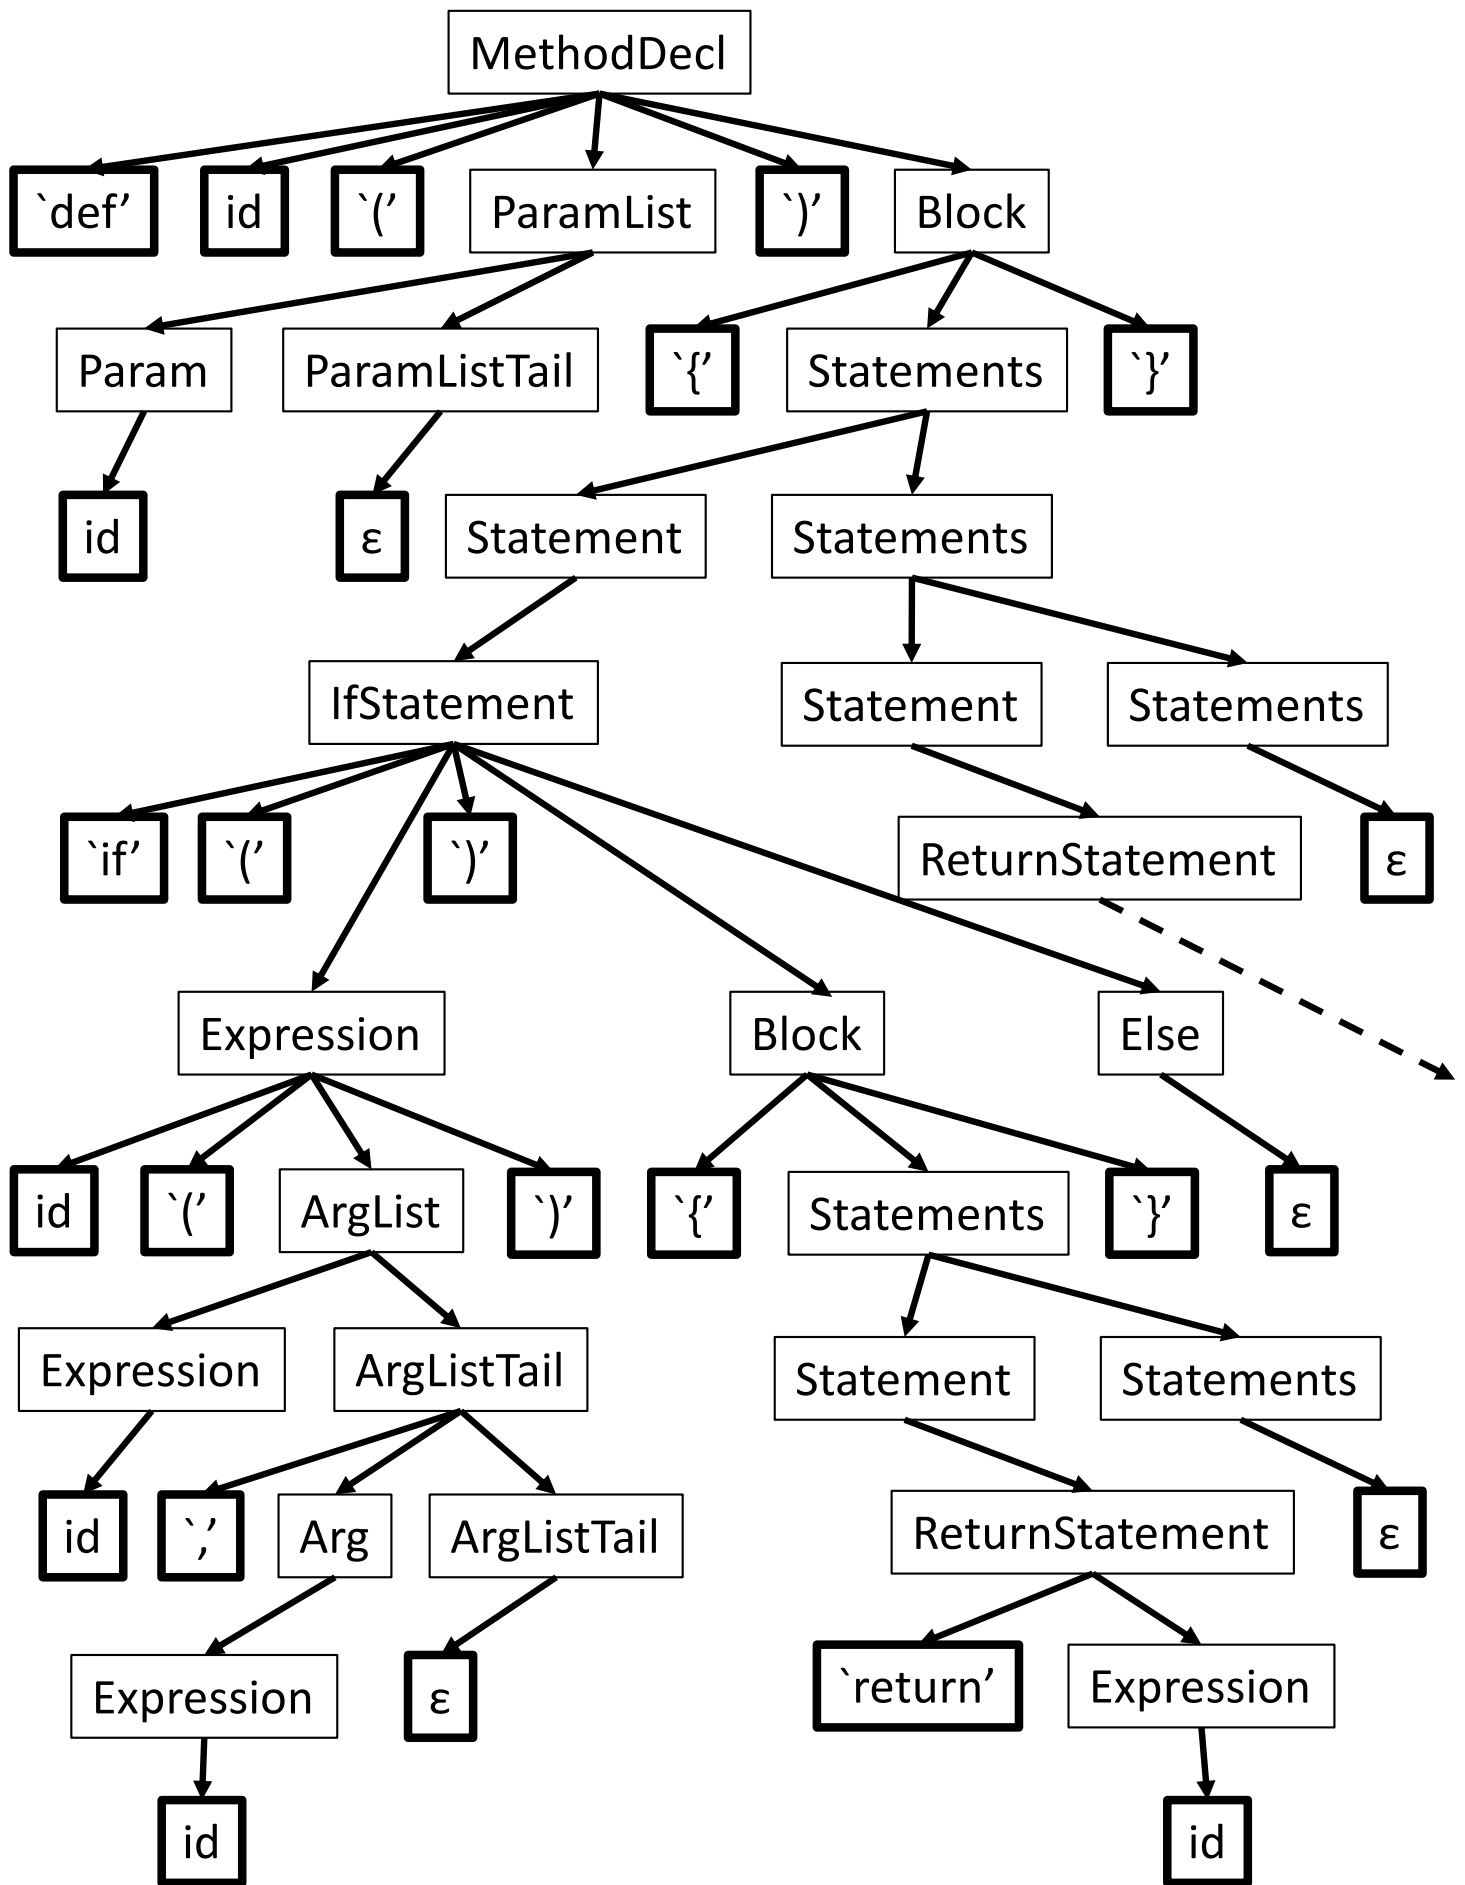 MethodDecl
`def’ id `(’ ParamList `)’ Block
Param ParamListTail `{’ Statements `}’
id ε Statement Statements
IfStatement Statement Statements
`if’ `(’ `)’ ReturnStatement ε
Expression Block Else
id `(’ ArgList `)’ `{’ Statements `}’ ε
Expression ArgListTail Statement Statements
id `,’ Arg ArgListTail ReturnStatement ε
Expression ε `return’ Expression
id id